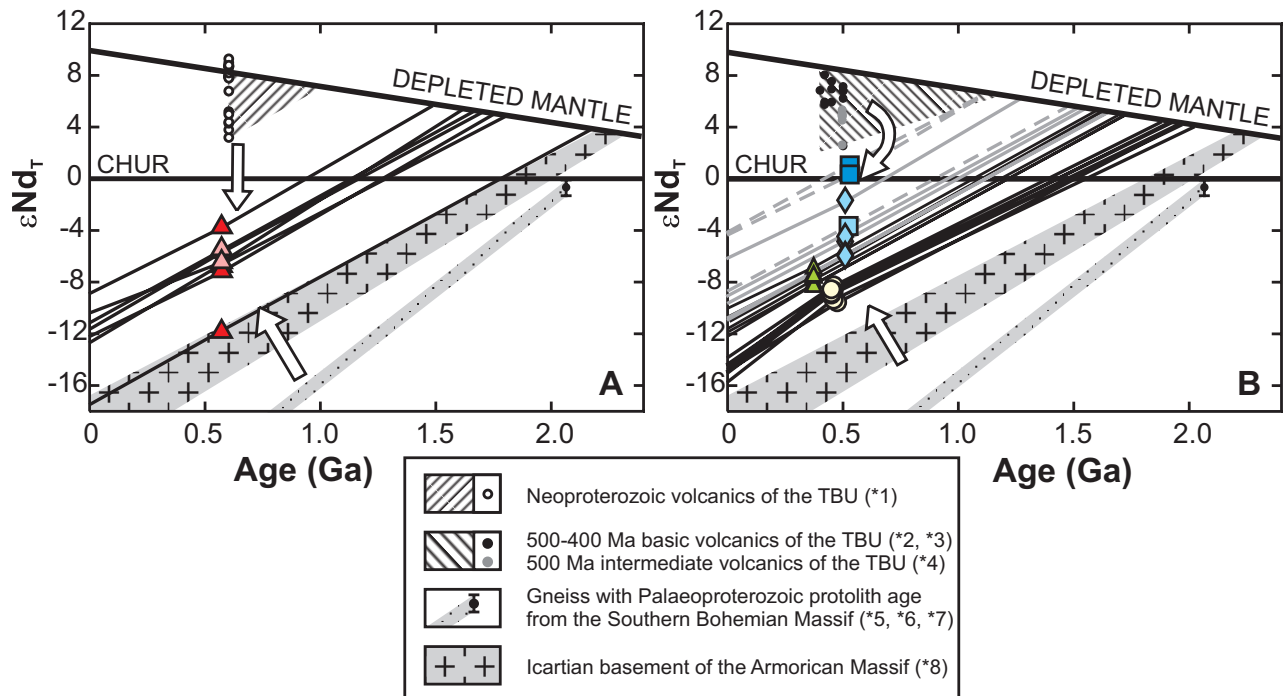 12
8
4
0
-4
-8
-12
-16
εNd_T
DEPLETED MANTLE
CHUR
A
0
0.5
1.0
1.5
2.0
Age (Ga)
12
8
4
0
-4
-8
-12
-16
εNd_T
DEPLETED MANTLE
CHUR
B
0
0.5
1.0
1.5
2.0
Age (Ga)
Neoproterozoic volcanics of the TBU (*1)
500-400 Ma basic volcanics of the TBU (*2, *3)
500 Ma intermediate volcanics of the TBU (*4)
Gneiss with Palaeoproterozoic protolith age
from the Southern Bohemian Massif (*5, *6, *7)
Icartian basement of the Armorican Massif (*8)